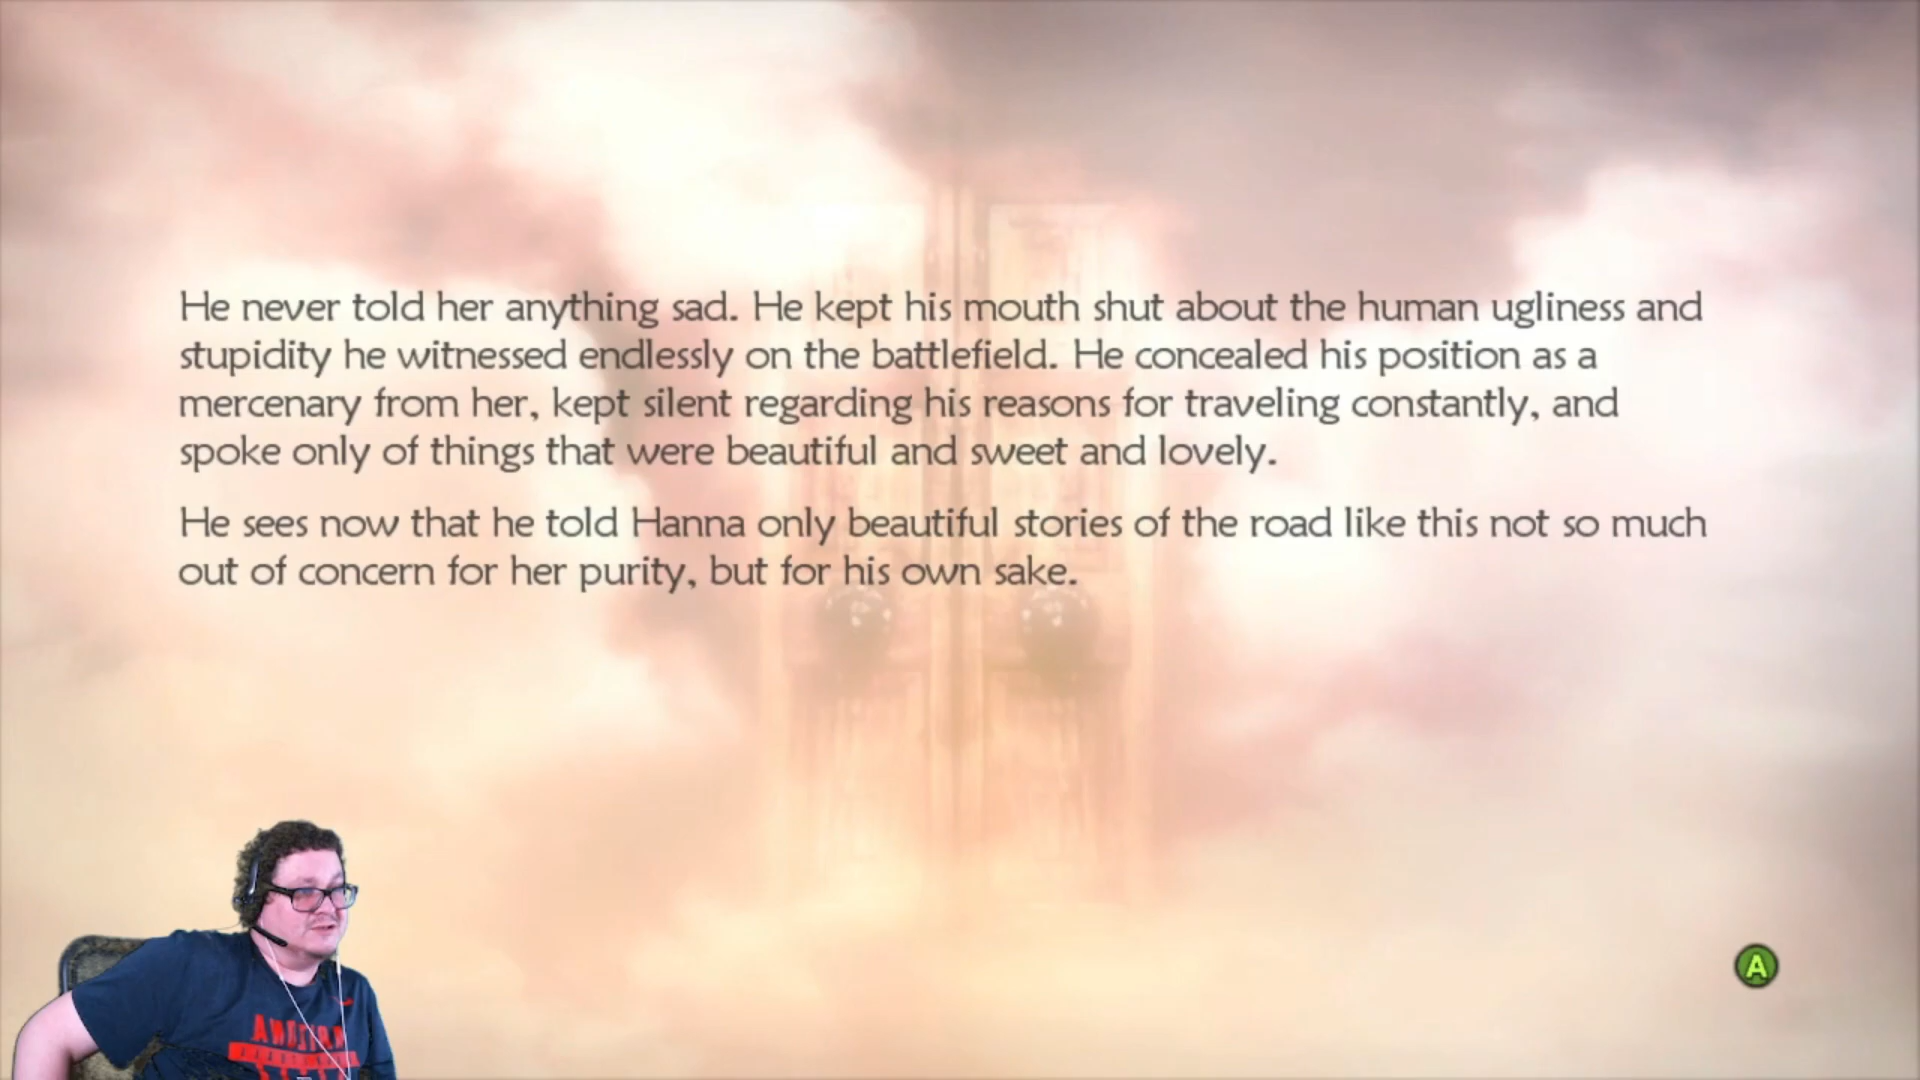 He never told her anything sad. He kept his mouth shut about the human ugliness and
stupidity he witnessed endlessly on the battlefield. He concealed his position as a
mercenary from her, kept silent regarding his reasons for traveling constantly, and
spoke only of things that were beautiful and sweet and lovely.
He sees now that he told Hanna only beautiful stories of the road like this not so much
out of concern for her purity, but for his own sake.
A